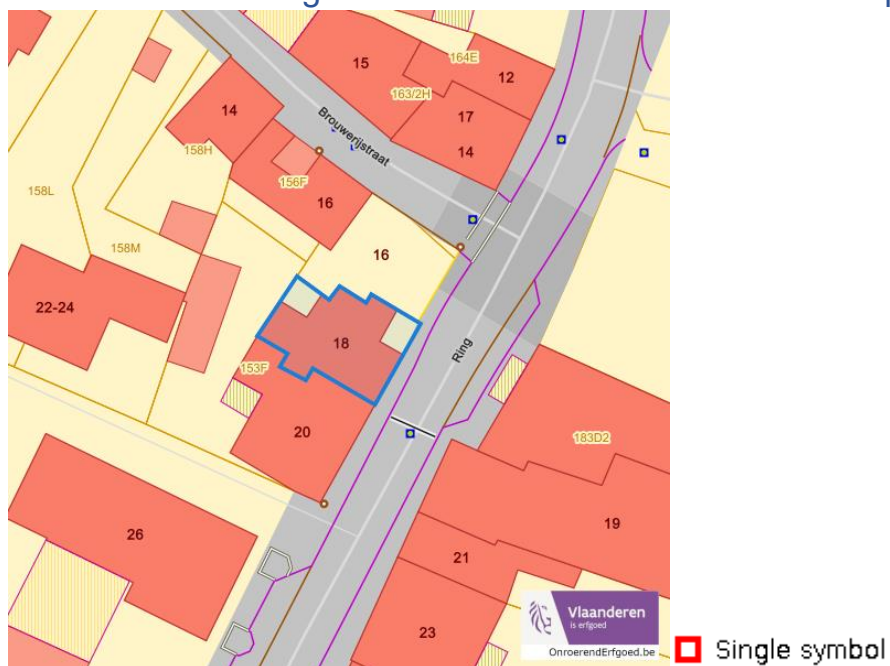 15
164E
12
163/2H
17
14
14
Brouwerijstraat
158H
156F
16
158L
158M
16
22-24
18
Ring
153F
20
183D2
19
26
21
23
Vlaanderen
is erfgoed
OnroerendErfgoed.be
Single symbol